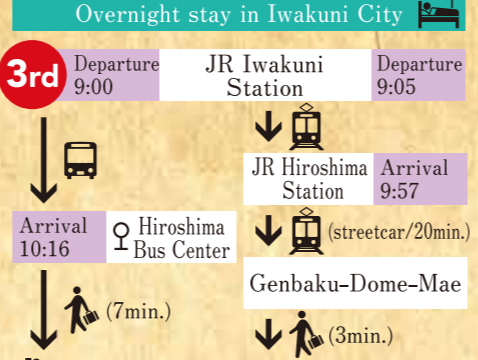 Overnight stay in Iwakuni City
3rd
Departure
9:00
JR Iwakuni
Station
Departure
9:05
JR Hiroshima
Station
Arrival
9:57
Arrival
10:16
Hiroshima
Bus Center
(streetcar/20min.)
Genbaku-Dome-Mae
(7min.)
(3min.)